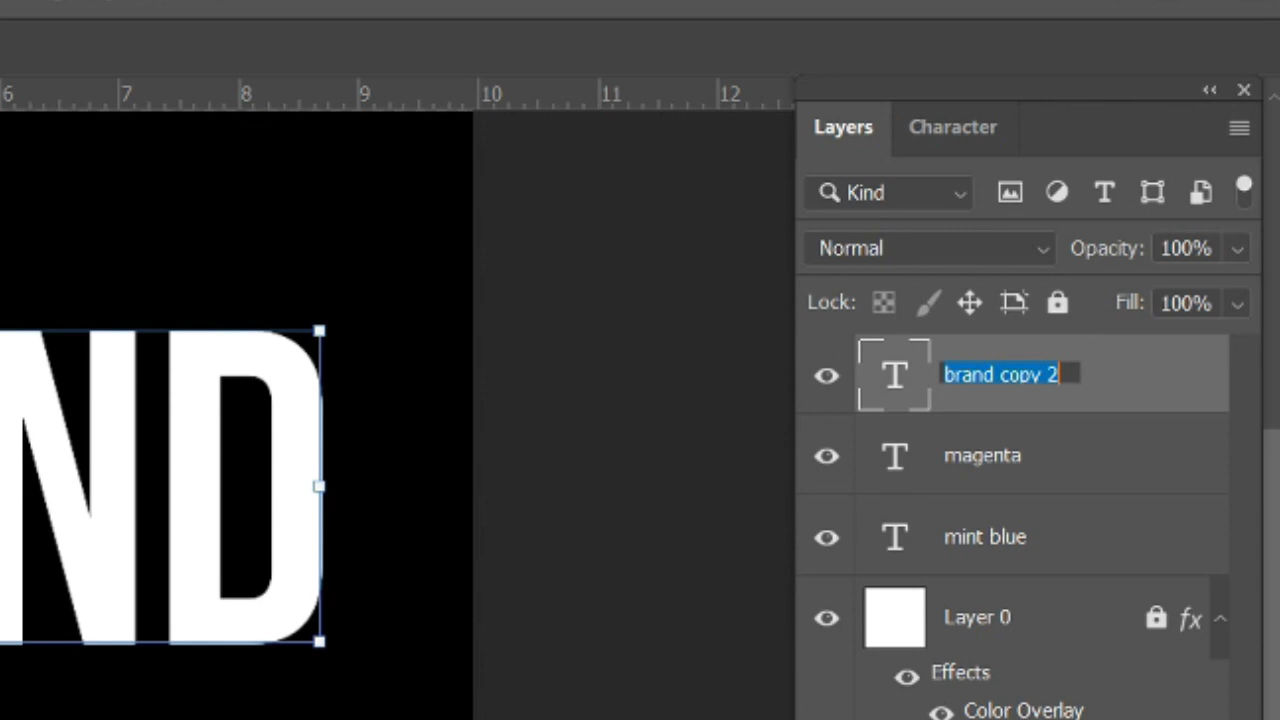 6 7 8 9 10 11 12
Layers Character
Kind
Normal Opacity: 100%
Lock: Fill: 100%
T brand copy 2
T magenta
ND
T mint blue
Layer 0 fx
Effects
Color Overlay